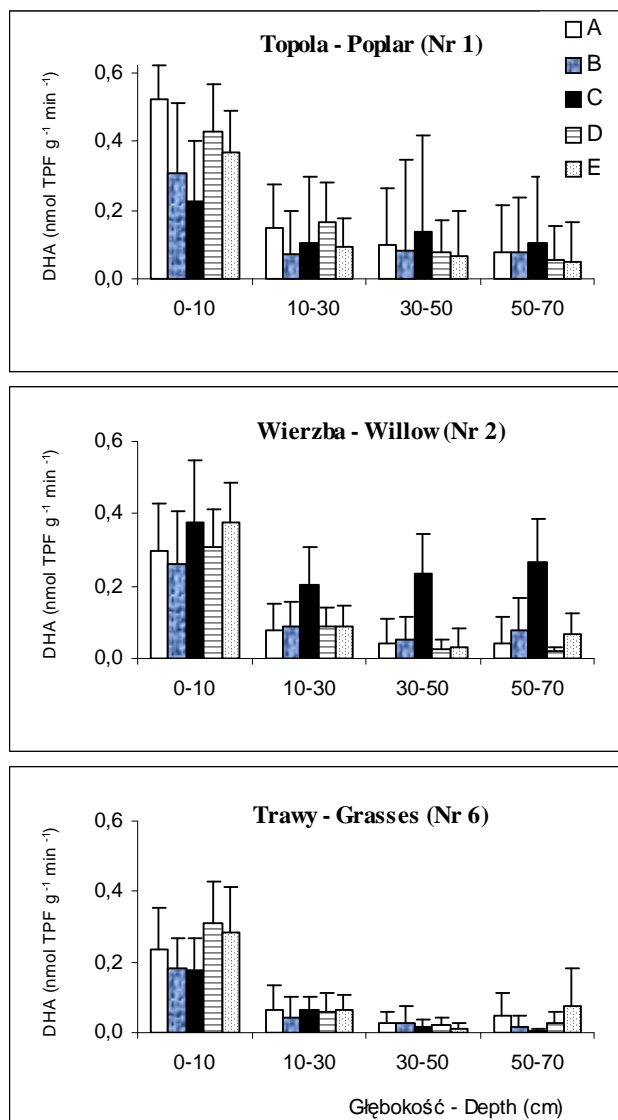 Topola - Poplar (Nr 1)
A
B
C
D
E
DHA (nmol TPF g⁻¹ min ⁻¹)
0,6
0,4
0,2
0,0
0-10 10-30 30-50 50-70
Wierzba - Willow (Nr 2)
DHA (nmol TPF g⁻¹ min ⁻¹)
0,6
0,4
0,2
0,0
0-10 10-30 30-50 50-70
Trawy - Grasses (Nr 6)
DHA (nmol TPF g⁻¹ min ⁻¹)
0,6
0,4
0,2
0,0
0-10 10-30 30-50 50-70
Głębokość - Depth (cm)